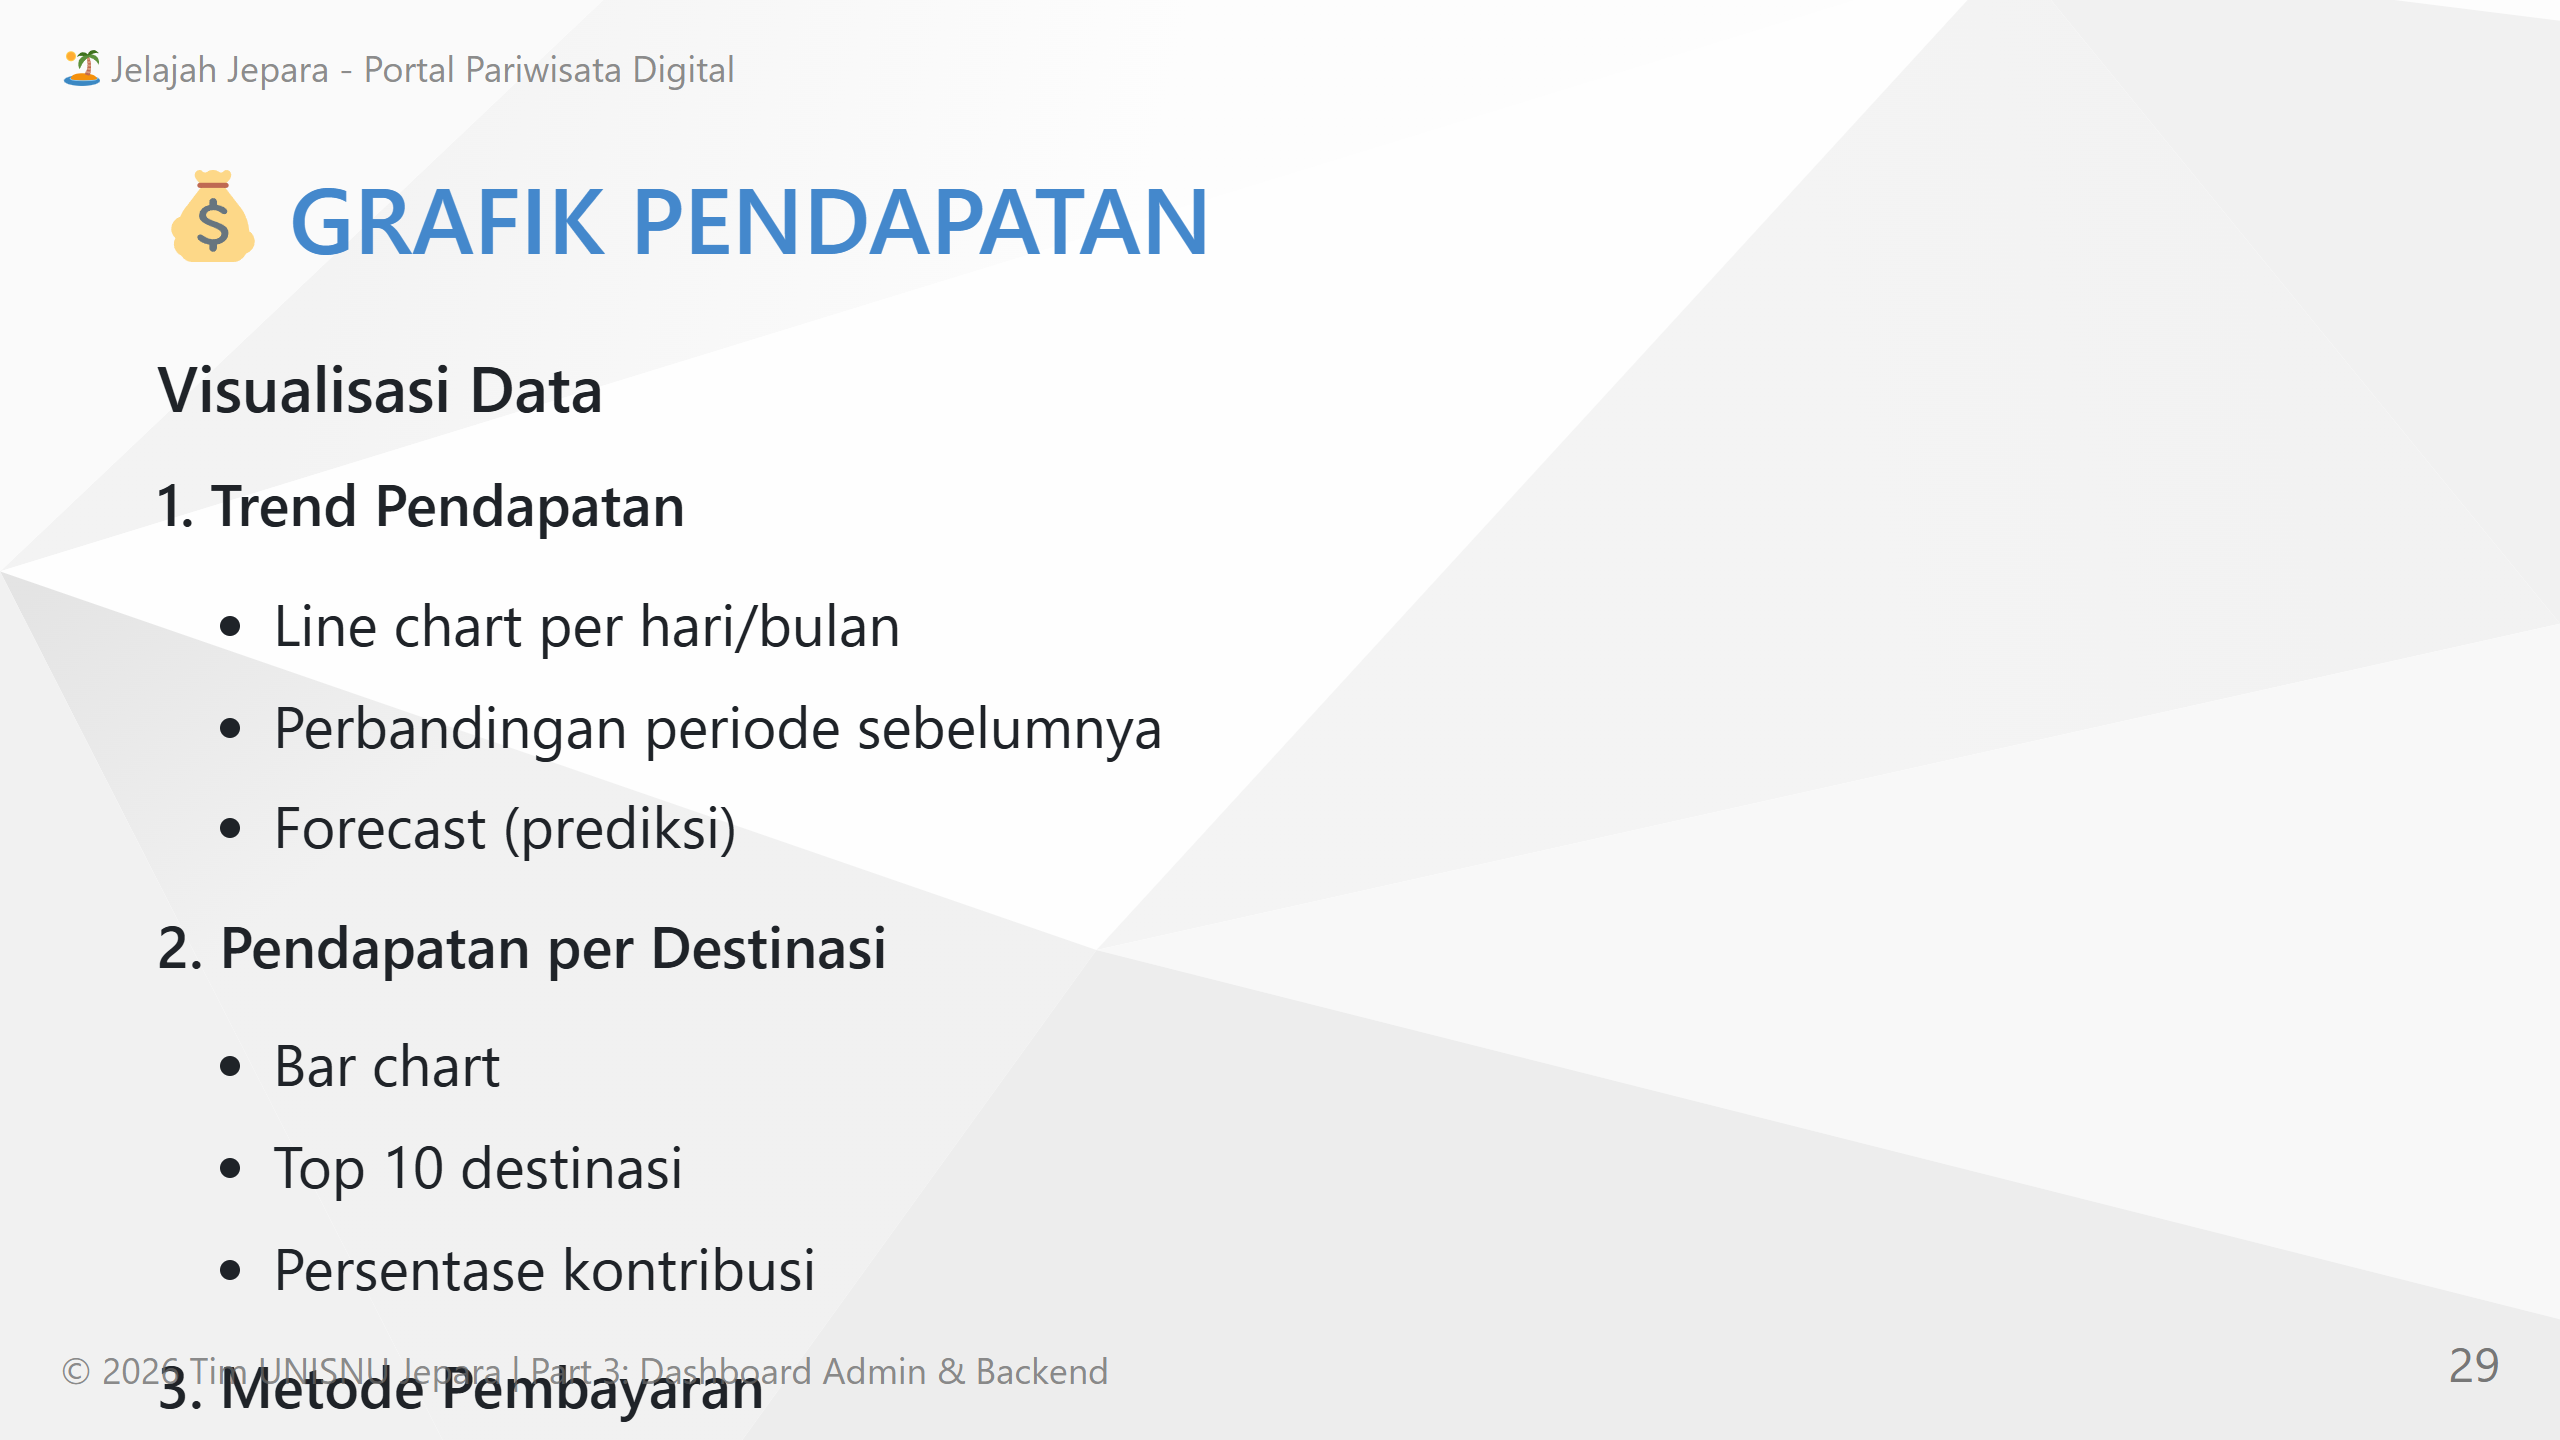 Jelajah Jepara - Portal Pariwisata Digital
GRAFIK PENDAPATAN
Visualisasi Data
1. Trend Pendapatan
• Line chart per hari/bulan
• Perbandingan periode sebelumnya
• Forecast (prediksi)
2. Pendapatan per Destinasi
• Bar chart
• Top 10 destinasi
• Persentase kontribusi
3. Metode Pembayaran
© 2026 Tim UNISNU Jepara | Part 3: Dashboard Admin & Backend
29